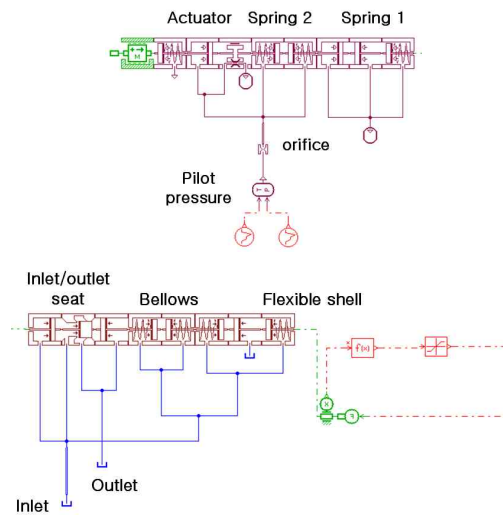 Actuator Spring 2 Spring 1
M
orifice
Pilot
pressure
T P
Inlet/outlet
seat
Bellows Flexible shell
x
f(x)
x
Outlet
Inlet